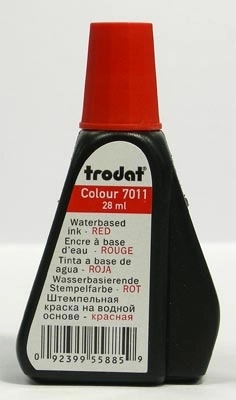 trodat
Colour 7011
28 ml
Waterbased
ink - RED
Encre à base
d'eau - ROUGE
Tinta a base de
agua - ROJA
Wasserbasierende
Stempelfarbe - ROT
Штемпельная
краска на водной
основе - красная
0 92399 55885 9